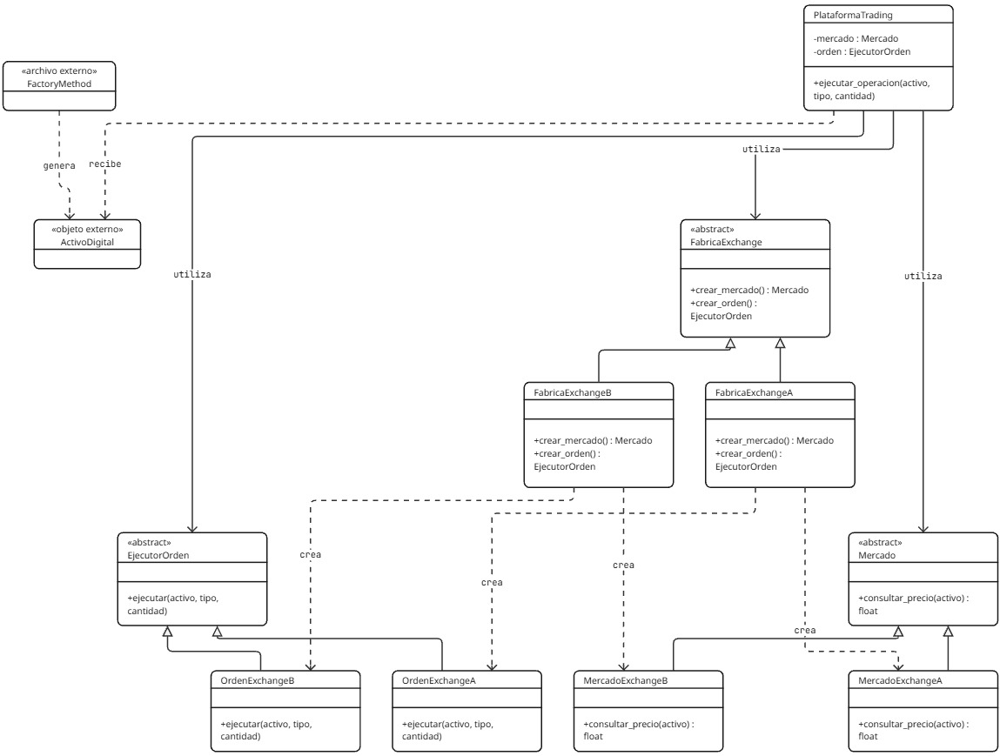 PlataformaTrading
-mercado : Mercado
-orden : EjecutorOrden
+ejecutar_operacion(activo,
tipo, cantidad)
«archivo externo»
FactoryMethod
genera
recibe
utiliza
«objeto externo»
ActivoDigital
«abstract»
FabricaExchange
+crear_mercado() : Mercado
+crear_orden() :
EjecutorOrden
utiliza
utiliza
FabricaExchangeB
+crear_mercado() : Mercado
+crear_orden() :
EjecutorOrden
FabricaExchangeA
+crear_mercado() : Mercado
+crear_orden() :
EjecutorOrden
«abstract»
EjecutorOrden
+ejecutar(activo, tipo,
cantidad)
crea
crea
crea
crea
«abstract»
Mercado
+consultar_precio(activo) :
float
OrdenExchangeB
+ejecutar(activo, tipo,
cantidad)
OrdenExchangeA
+ejecutar(activo, tipo,
cantidad)
MercadoExchangeB
+consultar_precio(activo) :
float
MercadoExchangeA
+consultar_precio(activo) :
float